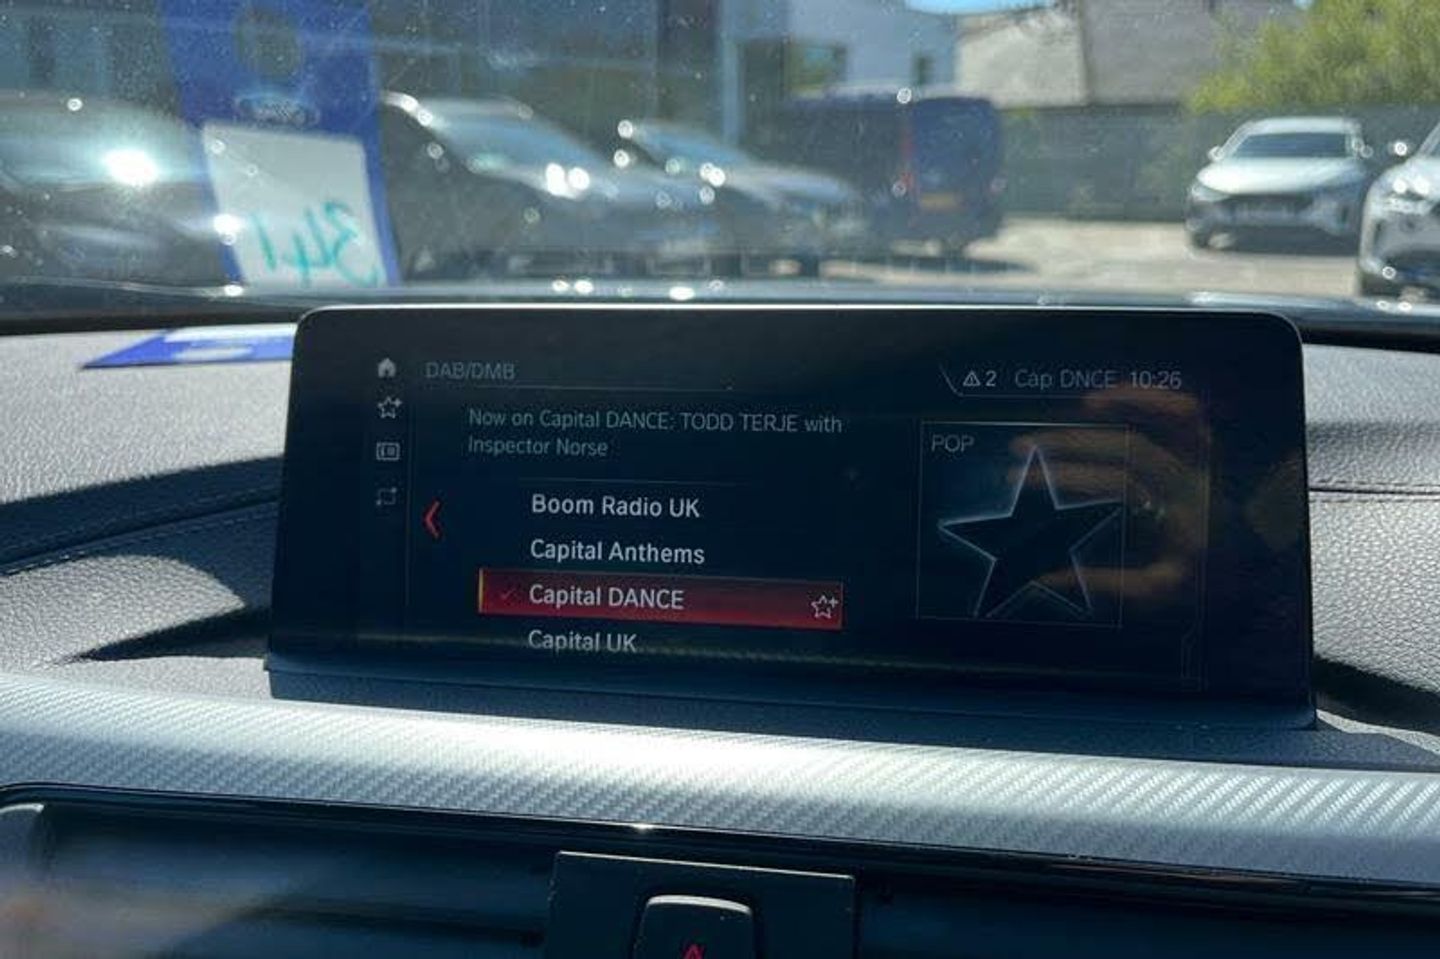 341
DAB/DMB
2 Cap DNCE 10:26
Now on Capital DANCE: TODD TERJE with
Inspector Norse
POP
Boom Radio UK
Capital Anthems
Capital DANCE
Capital UK